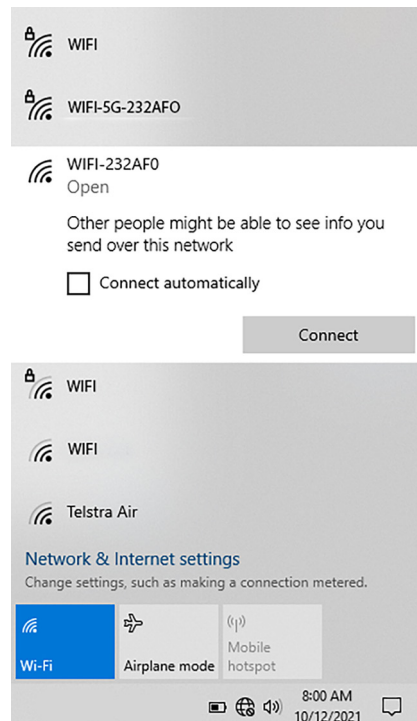 WIFI
WIFI-5G-232AFO
WIFI-232AF0
Open
Other people might be able to see info you
send over this network
Connect automatically
Connect
WIFI
WIFI
Telstra Air
Network & Internet settings
Change settings, such as making a connection metered.
Wi-Fi
Airplane mode
Mobile
hotspot
8:00 AM
10/12/2021